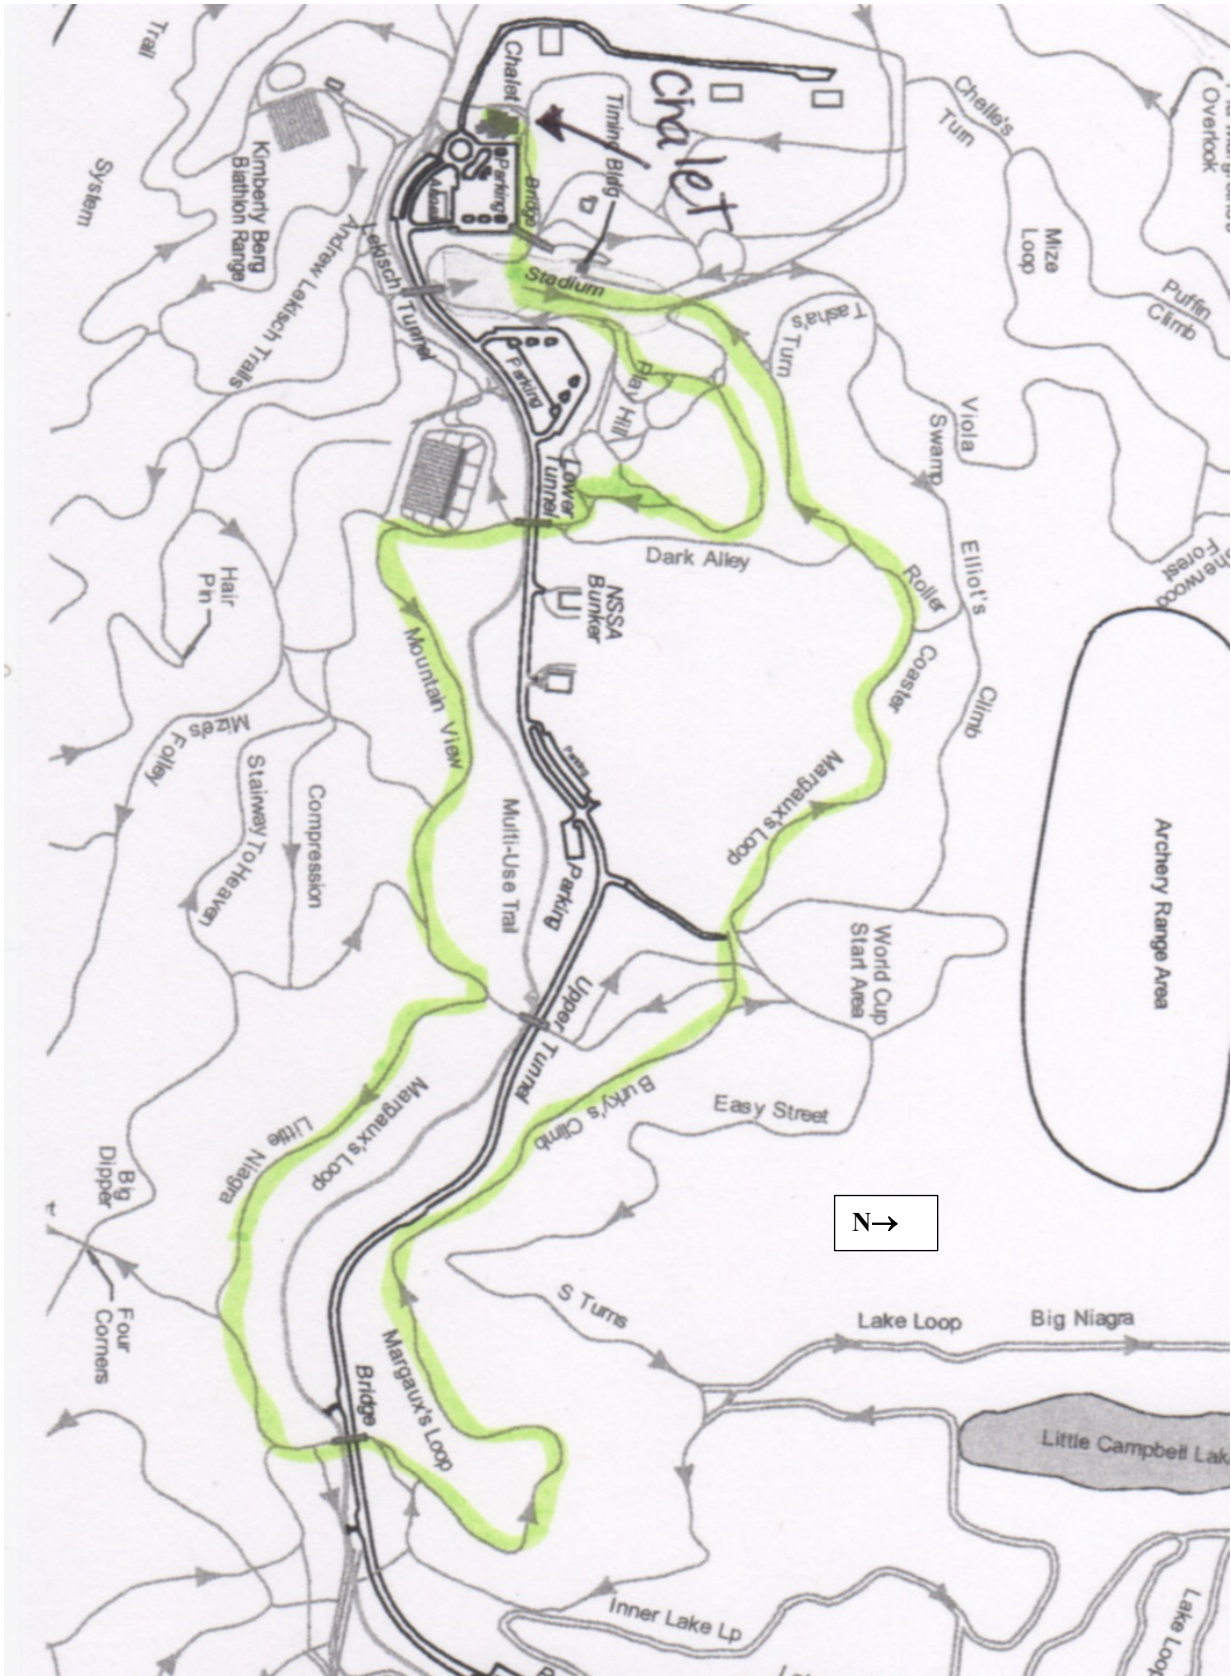 Trail
System
Kimberly Berg
Biathlon Range
Andrew Lekisch Trails
Chalet
Chalet
Timing Bldg
Parking
Bridge
Stadium
Lekisch Tunnel
Parking
Play Hill
Tasha's
Turn
Chelle's
Turn
Overlook
Mize
Loop
Puffin
Climb
Viola
Swamp
Elliot's
Climb
Forest
Lower
Tunnel
Dark Alley
NSSA
Bunker
Roller
Coaster
Hair
Pin
Mountain View
Mize's
Folley
Stairway To Heaven
Compression
Multi-Use Trail
Parking
Parking
Margaux's Loop
World Cup
Start Area
Archery Range Area
Upper
Tunnel
Burky's Climb
Easy Street
Margaux's Loop
Little
Niagra
Big
Dipper
Four
Corners
N→
S Turns
Lake Loop
Big Niagra
Bridge
Margaux's Loop
Little Campbell Lak
Inner Lake Lp
Lake Loo